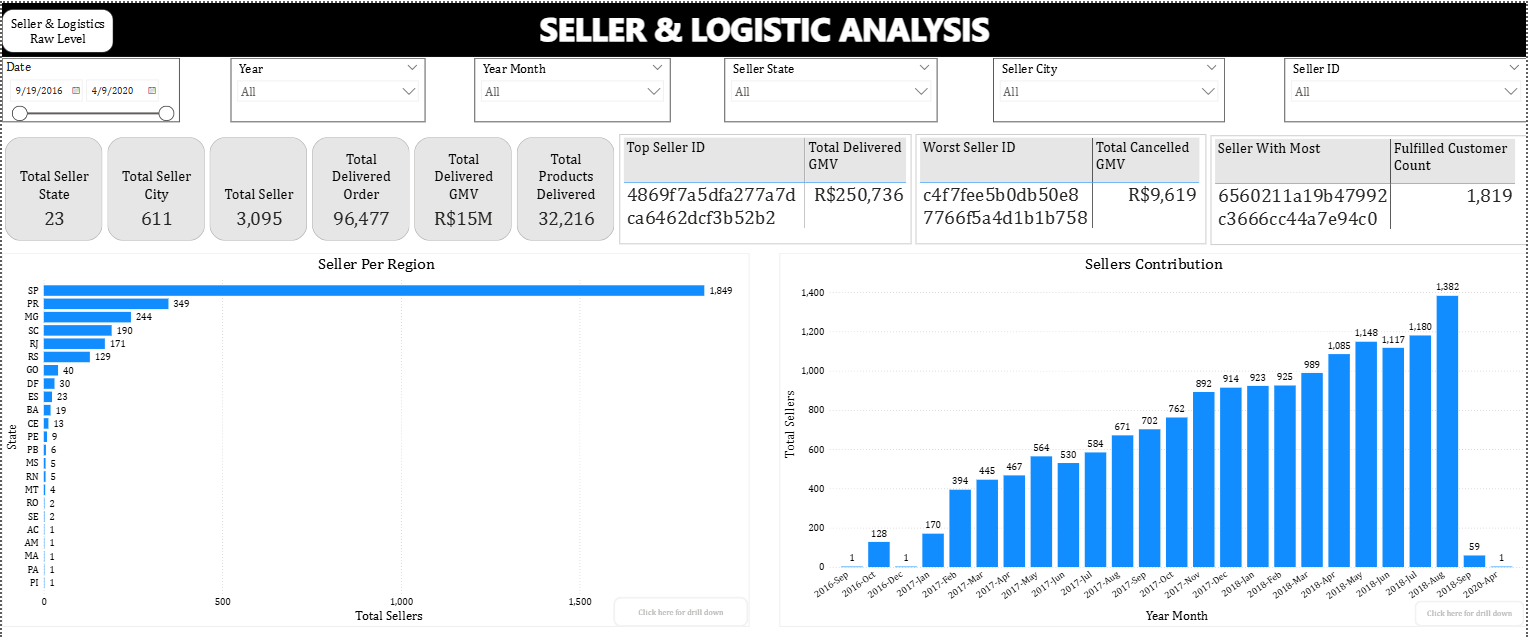 Seller & Logistics
Raw Level
SELLER & LOGISTIC ANALYSIS
Date
9/19/2016
4/9/2020
Year
All
Year Month
All
Seller State
All
Seller City
All
Seller ID
All
Total Seller
State
23
Total Seller
City
611
Total Seller
3,095
Total
Delivered
Order
96,477
Total
Delivered
GMV
R$15M
Total
Products
Delivered
32,216
Top Seller ID
Total Delivered
GMV
4869f7a5dfa277a7d
ca6462dcf3b52b2
R$250,736
Worst Seller ID
Total Cancelled
GMV
c4f7fee5b0db50e8
7766f5a4d1b1b758
R$9,619
Seller With Most
Fulfilled Customer
Count
6560211a19b47992
c3666cc44a7e94c0
1,819
Seller Per Region
State
SP 1,849
PR 349
MG 244
SC 190
RJ 171
RS 129
GO 40
DF 30
ES 23
BA 19
CE 13
PE 9
PB 6
MS 5
RN 5
MT 4
RO 2
SE 2
AC 1
AM 1
MA 1
PA 1
PI 1
0 500 1,000 1,500
Total Sellers
Click here for drill down
Sellers Contribution
Total Sellers
1,400
1,200
1,000
800
600
400
200
0
1 128 1 170 394 445 467 564 530 584 671 702 762 892 914 923 925 989 1,085 1,148 1,117 1,180 1,382 59 1
2016-Sep 2016-Oct 2016-Dec 2017-Jan 2017-Feb 2017-Mar 2017-Apr 2017-May 2017-Jun 2017-Jul 2017-Aug 2017-Sep 2017-Oct 2017-Nov 2017-Dec 2018-Jan 2018-Feb 2018-Mar 2018-Apr 2018-May 2018-Jun 2018-Jul 2018-Aug 2018-Sep 2020-Apr
Year Month
Click here for drill down